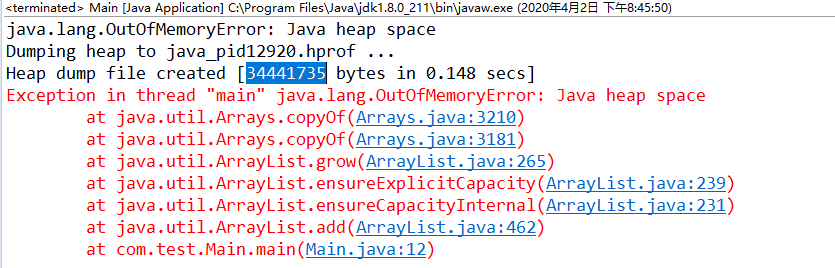 <terminated> Main [Java Application] C:\Program Files\Java\jdk1.8.0_211\bin\javaw.exe (2020年4月2日 下午8:45:50)
java.lang.OutOfMemoryError: Java heap space
Dumping heap to java_pid12920.hprof ...
Heap dump file created [34441735 bytes in 0.148 secs]
Exception in thread "main" java.lang.OutOfMemoryError: Java heap space
at java.util.Arrays.copyOf(Arrays.java:3210)
at java.util.Arrays.copyOf(Arrays.java:3181)
at java.util.ArrayList.grow(ArrayList.java:265)
at java.util.ArrayList.ensureExplicitCapacity(ArrayList.java:239)
at java.util.ArrayList.ensureCapacityInternal(ArrayList.java:231)
at java.util.ArrayList.add(ArrayList.java:462)
at com.test.Main.main(Main.java:12)